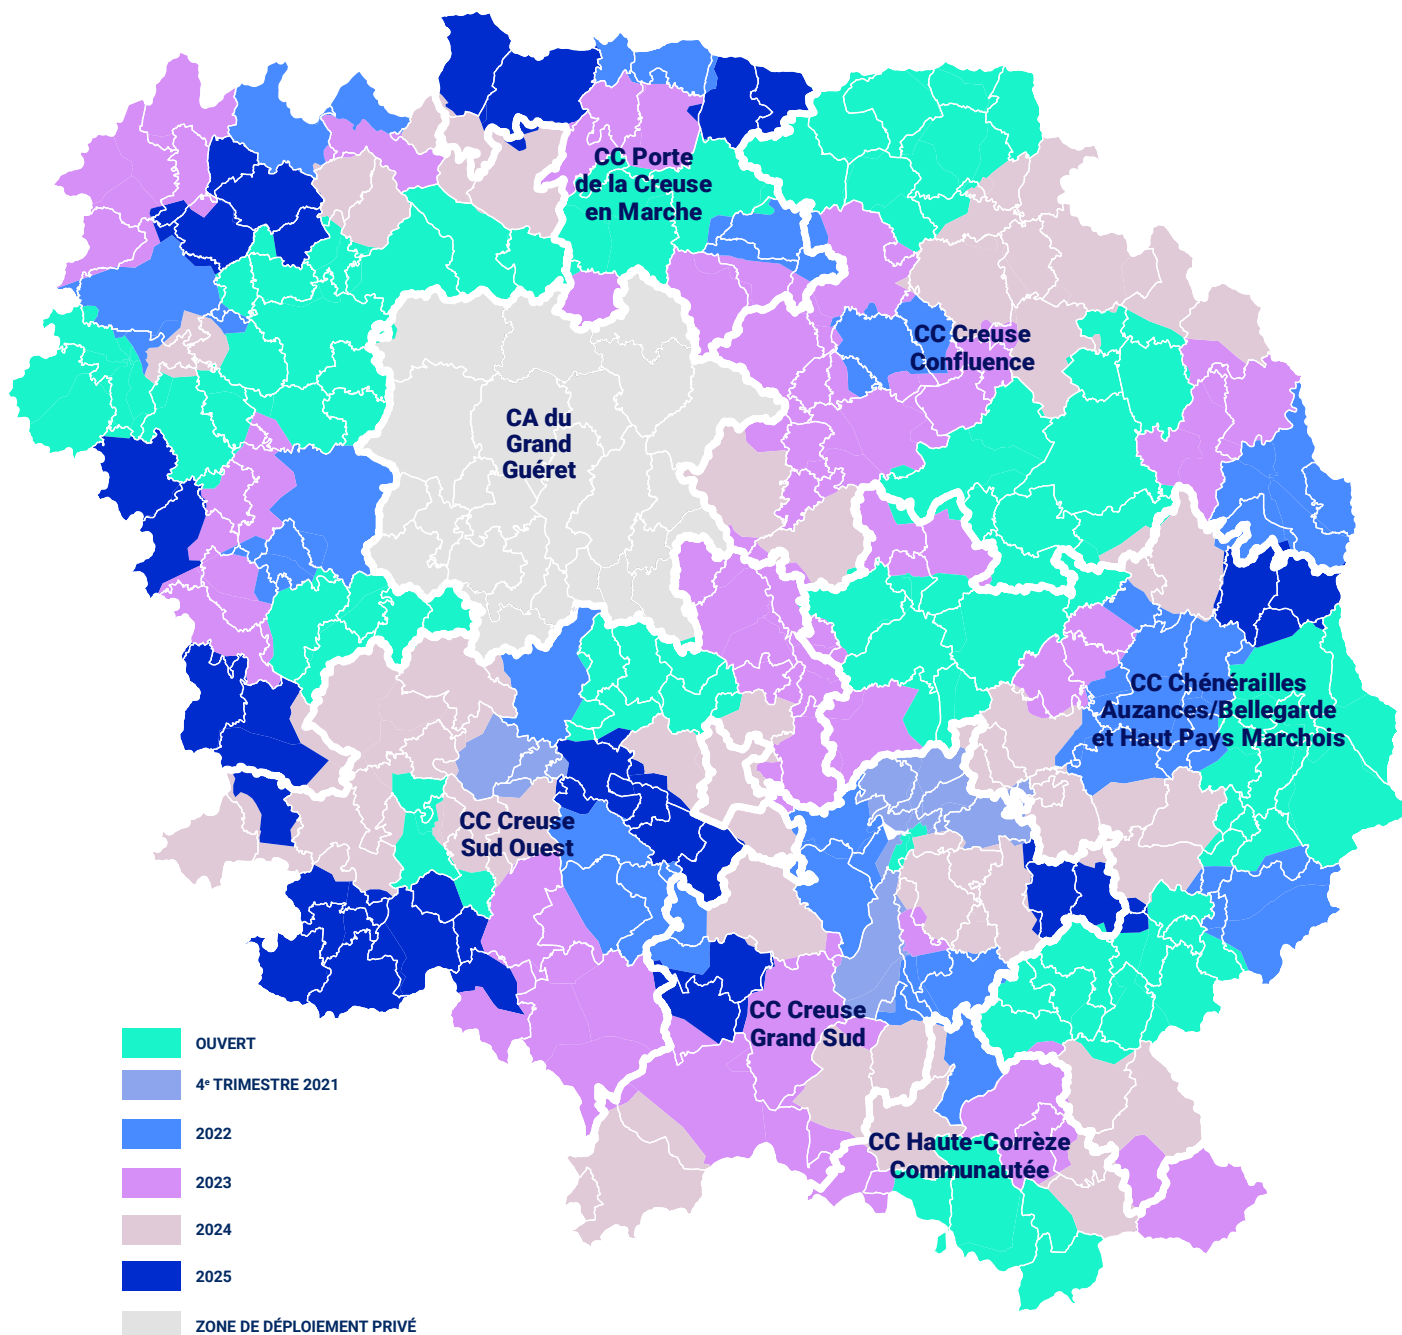 CC Porte
de la Creuse
en Marche
CC Creuse
Confluence
CA du
Grand
Guéret
CC Chénérailles
Auzances/Bellegarde
et Haut Pays Marchois
CC Creuse
Sud Ouest
CC Creuse
Grand Sud
CC Haute-Corrèze
Communautée
OUVERT
4e TRIMESTRE 2021
2022
2023
2024
2025
ZONE DE DÉPLOIEMENT PRIVÉ